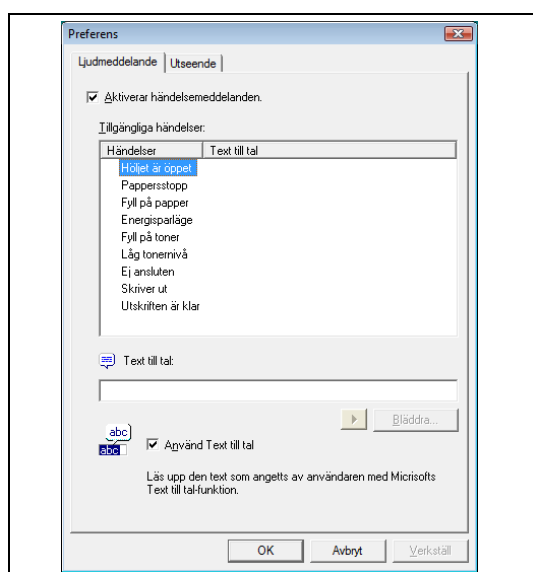 Preferens
Ljudmeddelande Utseende
Aktiverar händelsemeddelanden.
Tillgängliga händelser:
Händelser Text till tal
Höljet är öppet
Pappersstopp
Fyll på papper
Energisparläge
Fyll på toner
Låg tonernivå
Ej ansluten
Skriver ut
Utskriften är klar
Text till tal:
Bläddra...
abc
abc
Använd Text till tal
Läs upp den text som angetts av användaren med Micrisofts
Text till tal-funktion.
OK Avbryt Verkställ